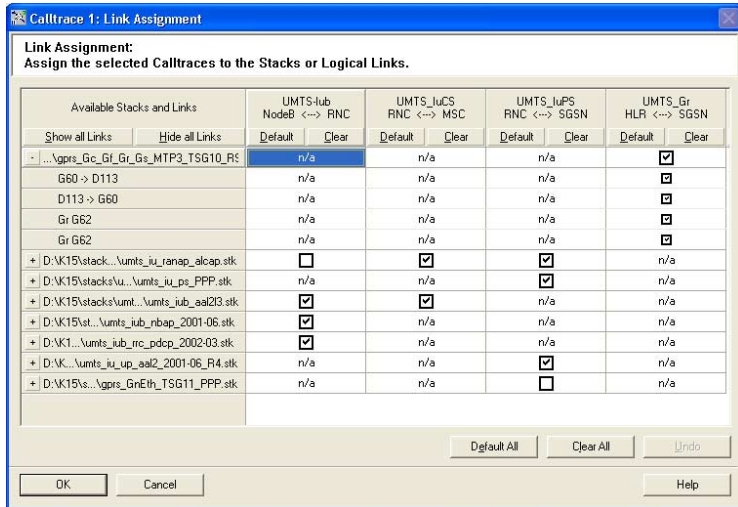 Calltrace 1: Link Assignment
Link Assignment:
Assign the selected Calltraces to the Stacks or Logical Links.
Available Stacks and Links
UMTS-Iub
NodeB <---> RNC
UMTS_IuCS
RNC <---> MSC
UMTS_IuPS
RNC <---> SGSN
UMTS_Gr
HLR <---> SGSN
Show all Links Hide all Links Default Clear Default Clear Default Clear Default Clear
- ...\gprs_Gc_Gf_Gr_Gs_MTP3_TSG10_RS n/a n/a n/a
G60 -> D113 n/a n/a n/a
D113 -> G60 n/a n/a n/a
Gr G62 n/a n/a n/a
Gr G62 n/a n/a n/a
+ D:\K15\stack...\umts_iu_ranap_alcap.stk n/a
+ D:\K15\stacks\u...\umts_iu_ps_PPP.stk n/a n/a n/a
+ D:\K15\stacks\umt...\umts_iub_aal2l3.stk n/a n/a
+ D:\K15\st...\umts_iub_nbap_2001-06.stk n/a n/a n/a
+ D:\K1...\umts_iub_rrc_pdcp_2002-03.stk n/a n/a n/a
+ D:\K...\umts_iu_up_aal2_2001-06_R4.stk n/a n/a n/a
+ D:\K15\s...\gprs_GnEth_TSG11_PPP.stk n/a n/a n/a
Default All Clear All Undo
OK Cancel Help